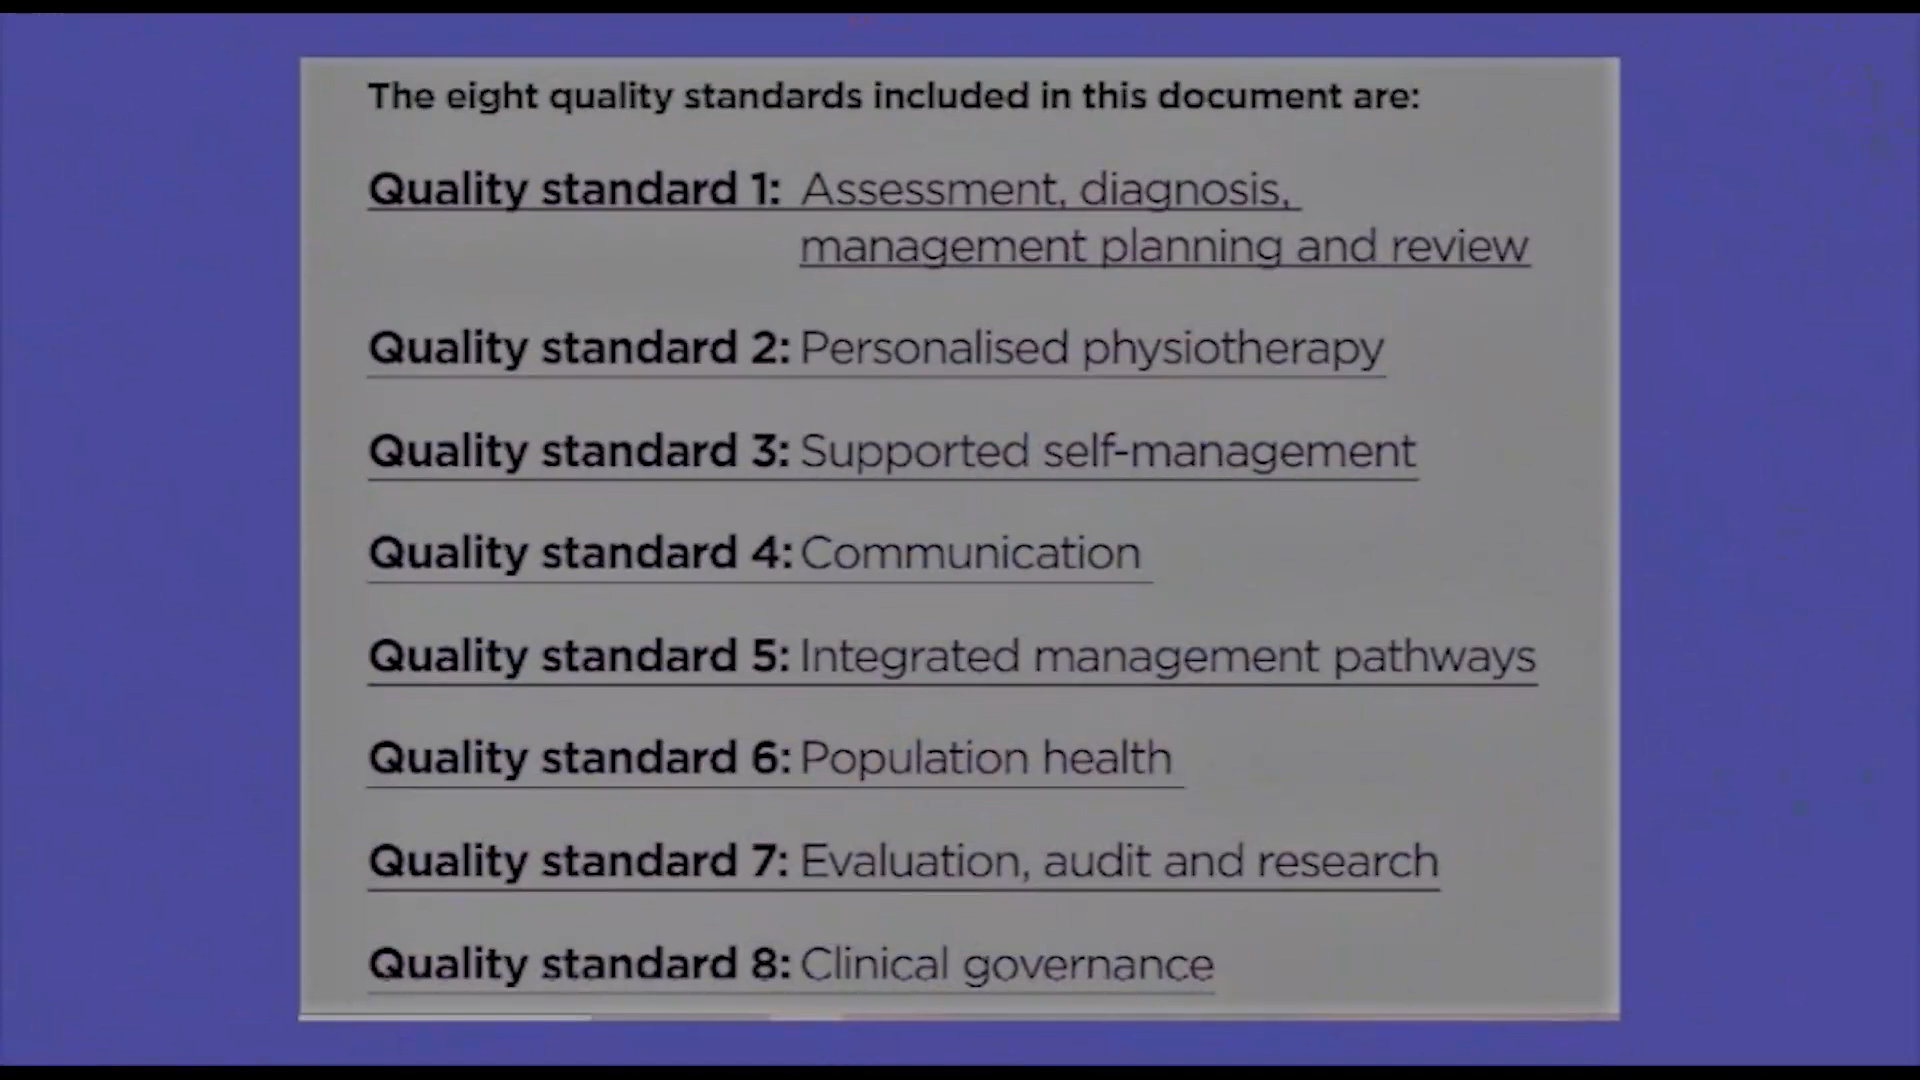 The eight quality standards included in this document are:
Quality standard 1: Assessment, diagnosis,
management planning and review
Quality standard 2: Personalised physiotherapy
Quality standard 3: Supported self-management
Quality standard 4: Communication
Quality standard 5: Integrated management pathways
Quality standard 6: Population health
Quality standard 7: Evaluation, audit and research
Quality standard 8: Clinical governance